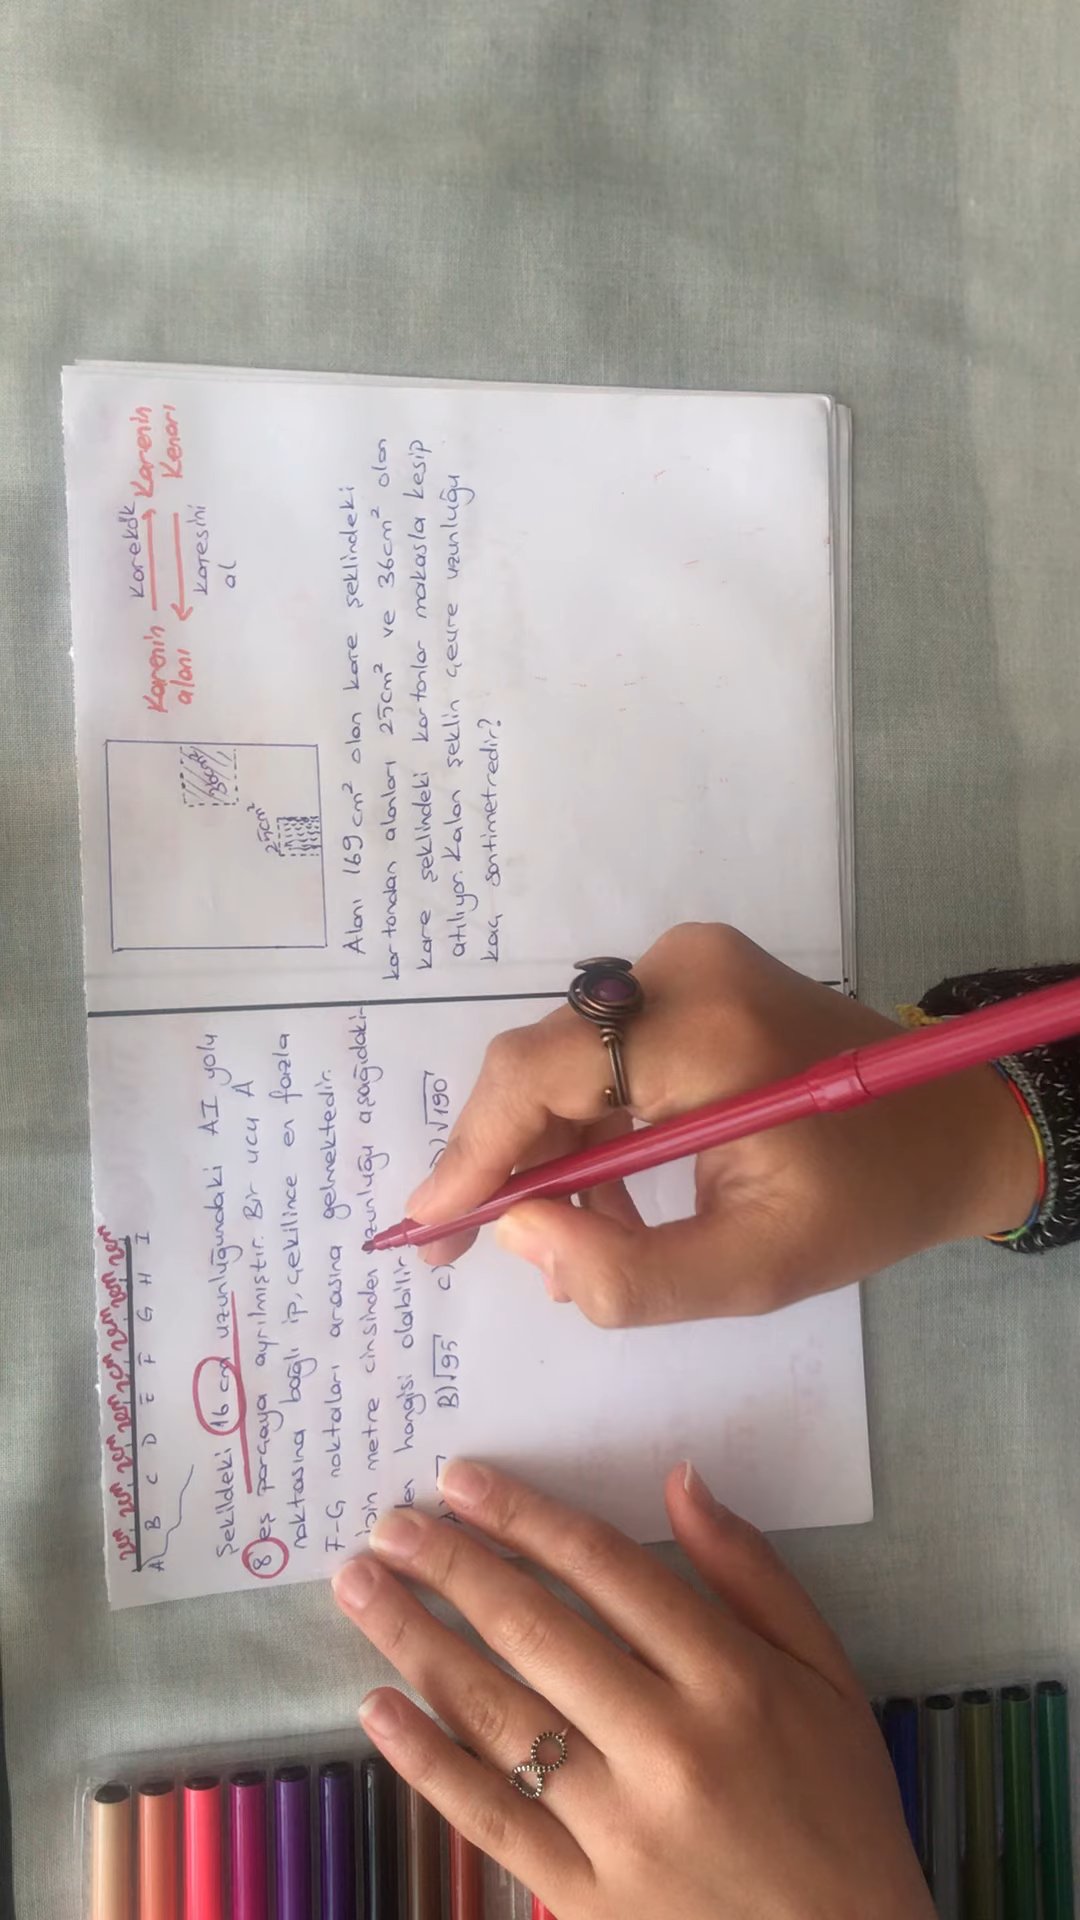 2cm 2cm 2cm 2cm 2cm 2cm 2cm 2cm
A B C D E F G H I
Şekildeki 16 cm uzunluğundaki AI yolu
8 eş parçaya ayrılmıştır. Bir ucu A
noktasına bağlı ip, çekilince en fazla
F-G noktaları arasına gelmektedir.
ipin metre cinsinden uzunluğu aşağıdaki-
den hangisi olabilir
B)√95 C) √190
25cm² 36cm²
Karenin alanı
karekök
Karenin Kenarı
karesini al
Alanı 169cm² olan kare şeklindeki
kartondan alanları 25cm² ve 36cm² olan
kare şeklindeki kartonlar makasla kesip
atılıyor. Kalan şeklin çevre uzunluğu
kaç santimetredir?